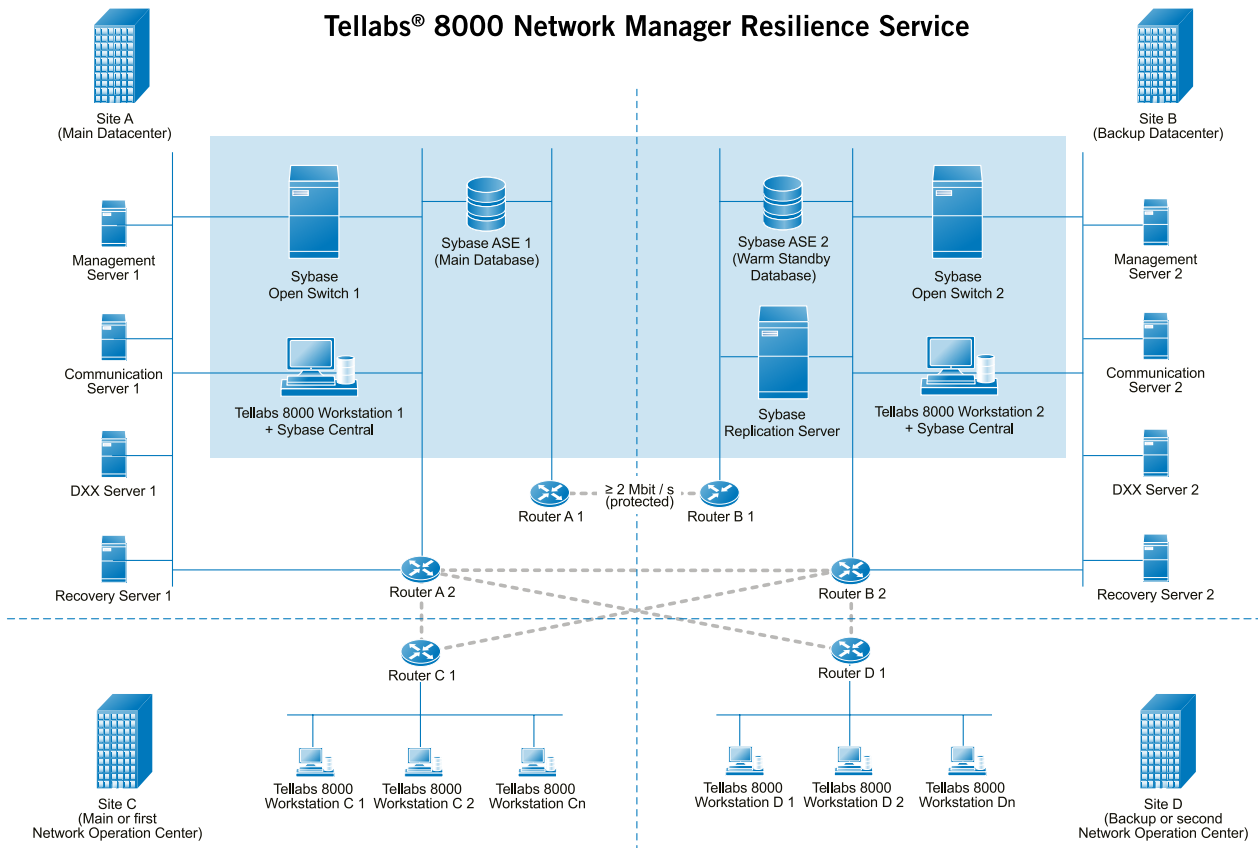 Tellabs® 8000 Network Manager Resilience Service
Site A
(Main Datacenter)
Site B
(Backup Datacenter)
Management
Server 1
Communication
Server 1
DXX Server 1
Recovery Server 1
Sybase
Open Switch 1
Sybase ASE 1
(Main Database)
Tellabs 8000 Workstation 1
+ Sybase Central
Sybase ASE 2
(Warm Standby
Database)
Sybase
Open Switch 2
Sybase
Replication Server
Tellabs 8000 Workstation 2
+ Sybase Central
Management
Server 2
Communication
Server 2
DXX Server 2
Recovery Server 2
Router A 1
≥ 2 Mbit / s
(protected)
Router B 1
Router A 2
Router B 2
Router C 1
Router D 1
Site C
(Main or first
Network Operation Center)
Tellabs 8000
Workstation C 1
Tellabs 8000
Workstation C 2
Tellabs 8000
Workstation Cn
Tellabs 8000
Workstation D 1
Tellabs 8000
Workstation D 2
Tellabs 8000
Workstation Dn
Site D
(Backup or second
Network Operation Center)